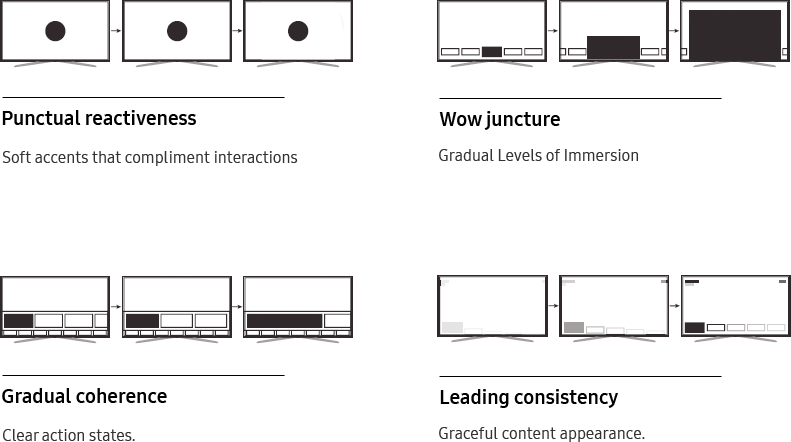 Punctual reactiveness
Soft accents that compliment interactions
Wow juncture
Gradual Levels of Immersion
Gradual coherence
Clear action states.
Leading consistency
Graceful content appearance.